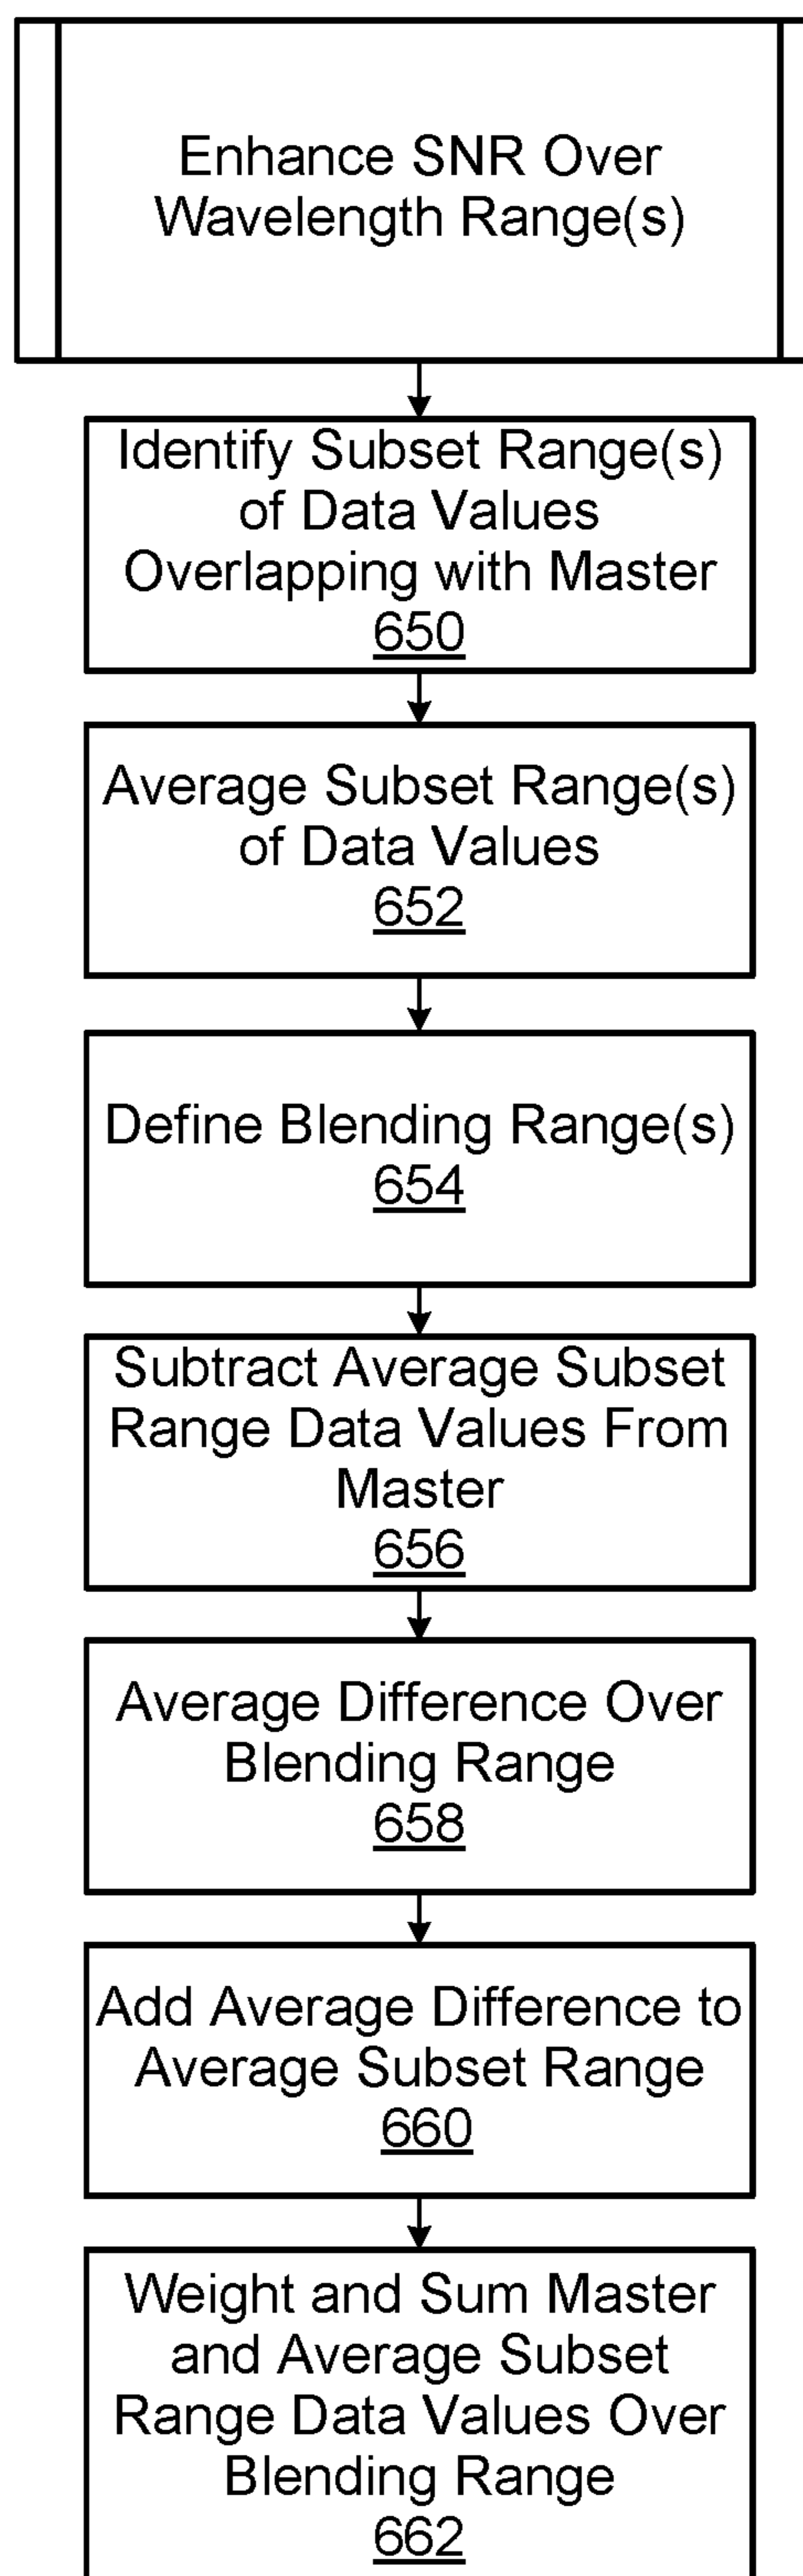 Enhance SNR Over
Wavelength Range(s)
Identify Subset Range(s)
of Data Values
Overlapping with Master
650
Average Subset Range(s)
of Data Values
652
Define Blending Range(s)
654
Subtract Average Subset
Range Data Values From
Master
656
Average Difference Over
Blending Range
658
Add Average Difference to
Average Subset Range
660
Weight and Sum Master
and Average Subset
Range Data Values Over
Blending Range
662